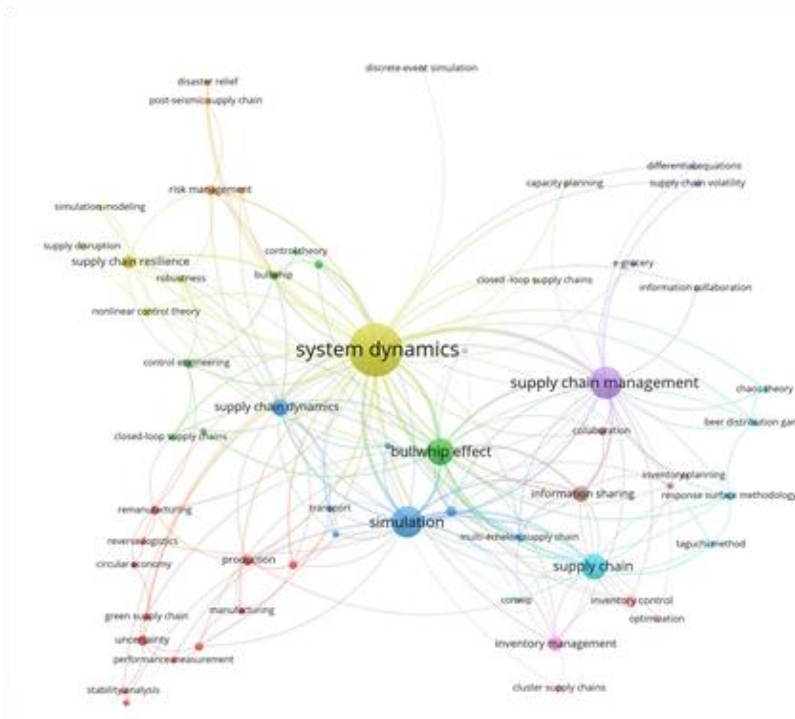 discrete-event simulation
disaster relief
post-seismic supply chain
differential equations
capacity planning
supply chain volatility
risk management
simulation modeling
supply disruption
control theory
supply chain resilience
e-grocery
bullwhip
robustness
closed -loop supply chains
information collaboration
nonlinear control theory
system dynamics
control engineering
supply chain management
chaos theory
supply chain dynamics
beer distribution gam
collaboration
closed-loop supply chains
bullwhip effect
inventory planning
information sharing
response surface methodology
remanufacturing
transport
simulation
multi-echelon supply chain
reverse logistics
taguchi method
circular economy
production
supply chain
inventory control
manufacturing
green supply chain
optimization
uncertainty
inventory management
performance measurement
cluster supply chains
stability analysis